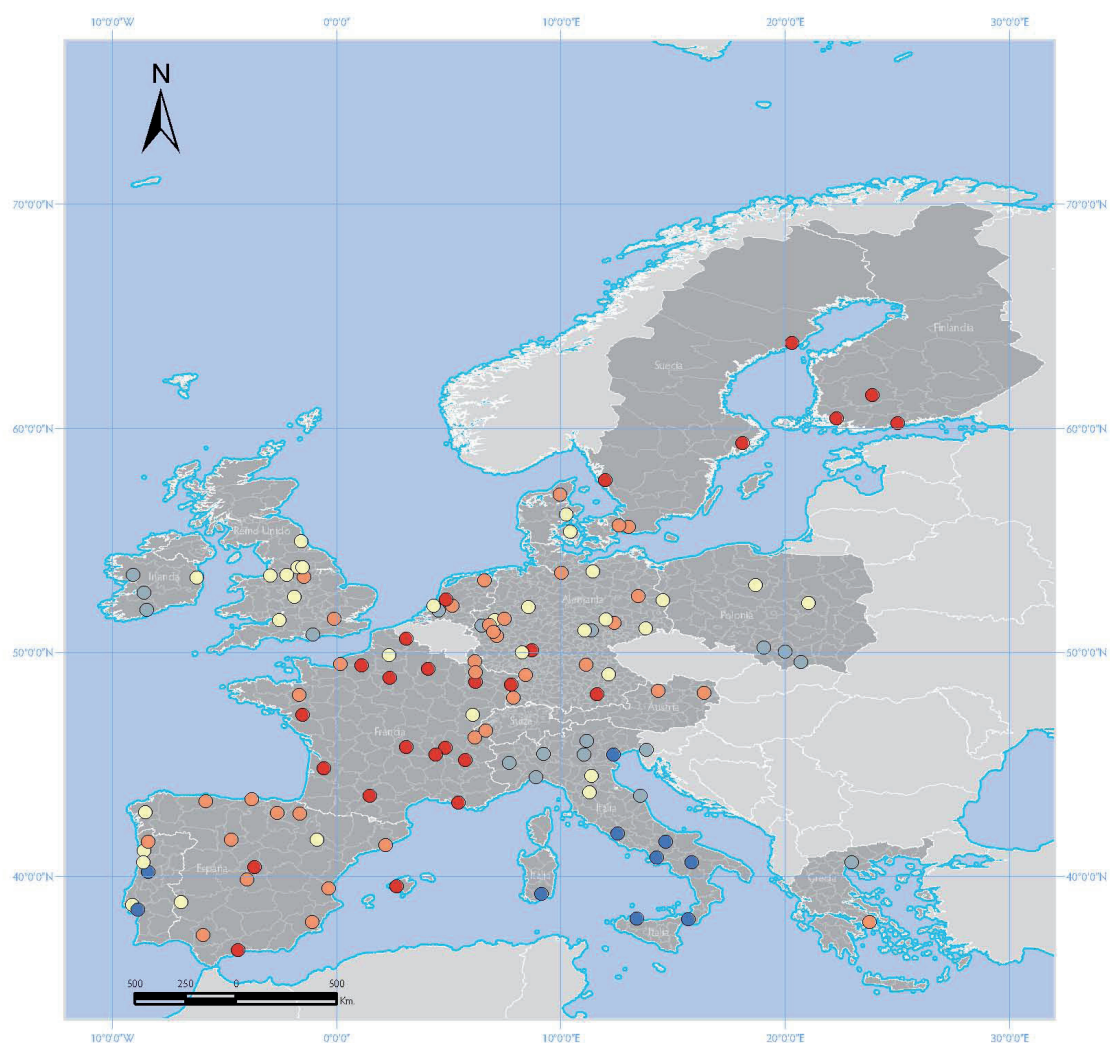 10°0'0"W 0°0'0" 10°0'0"E 20°0'0"E 30°0'0"E
N
70°0'0"N 70°0'0"N
Finlandia
Suecia
60°0'0"N 60°0'0"N
Reino Unido
Irlanda
Alemania
Polonia
50°0'0"N 50°0'0"N
Austria
Suiza
Francia
Italia
España
Italia
Grecia
40°0'0"N 40°0'0"N
Italia
500 250 0 500
Km.
10°0'0"W 0°0'0" 10°0'0"E 20°0'0"E 30°0'0"E